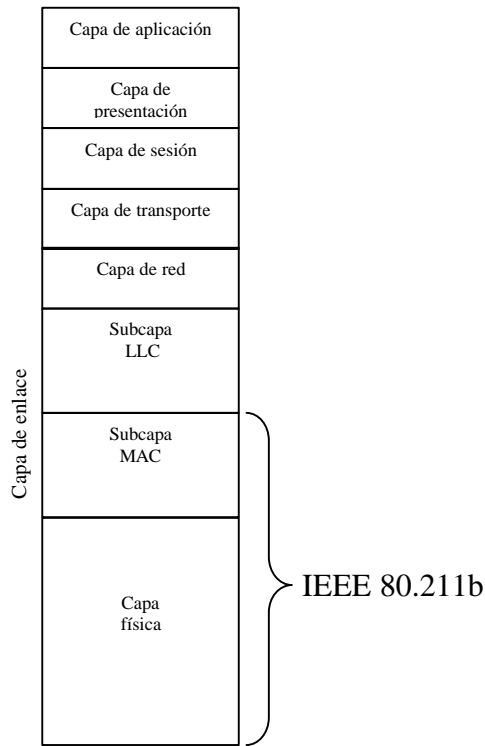 Capa de aplicación
Capa de
presentación
Capa de sesión
Capa de transporte
Capa de red
Subcapa
LLC
Capa de enlace
Subcapa
MAC
IEEE 80.211b
Capa
física